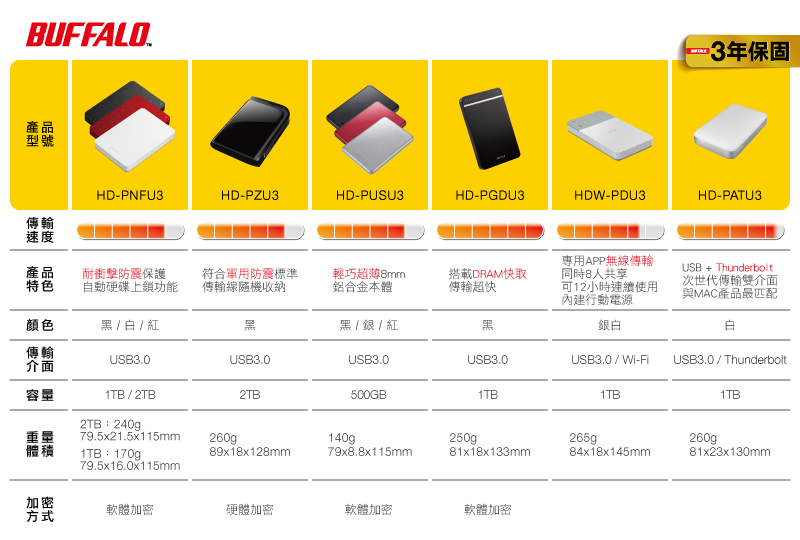 BUFFALO™
BUFFALO 3年保固
產品
型號
HD-PNFU3
HD-PZU3
HD-PUSU3
HD-PGDU3
HDW-PDU3
HD-PATU3
傳輸
速度
產品
特色
耐衝擊防震保護
自動硬碟上鎖功能
符合軍用防震標準
傳輸線隨機收納
輕巧超薄8mm
鋁合金本體
搭載DRAM快取
傳輸超快
專用APP無線傳輸
同時8人共享
可12小時連續使用
內建行動電源
USB + Thunderbolt
次世代傳輸雙介面
與MAC產品最匹配
顏色
黑 / 白 / 紅
黑
黑 / 銀 / 紅
黑
銀白
白
傳輸
介面
USB3.0
USB3.0
USB3.0
USB3.0
USB3.0 / Wi-Fi
USB3.0 / Thunderbolt
容量
1TB / 2TB
2TB
500GB
1TB
1TB
1TB
重量
體積
2TB：240g
79.5x21.5x115mm
1TB：170g
79.5x16.0x115mm
260g
89x18x128mm
140g
79x8.8x115mm
250g
81x18x133mm
265g
84x18x145mm
260g
81x23x130mm
加密
方式
軟體加密
硬體加密
軟體加密
軟體加密